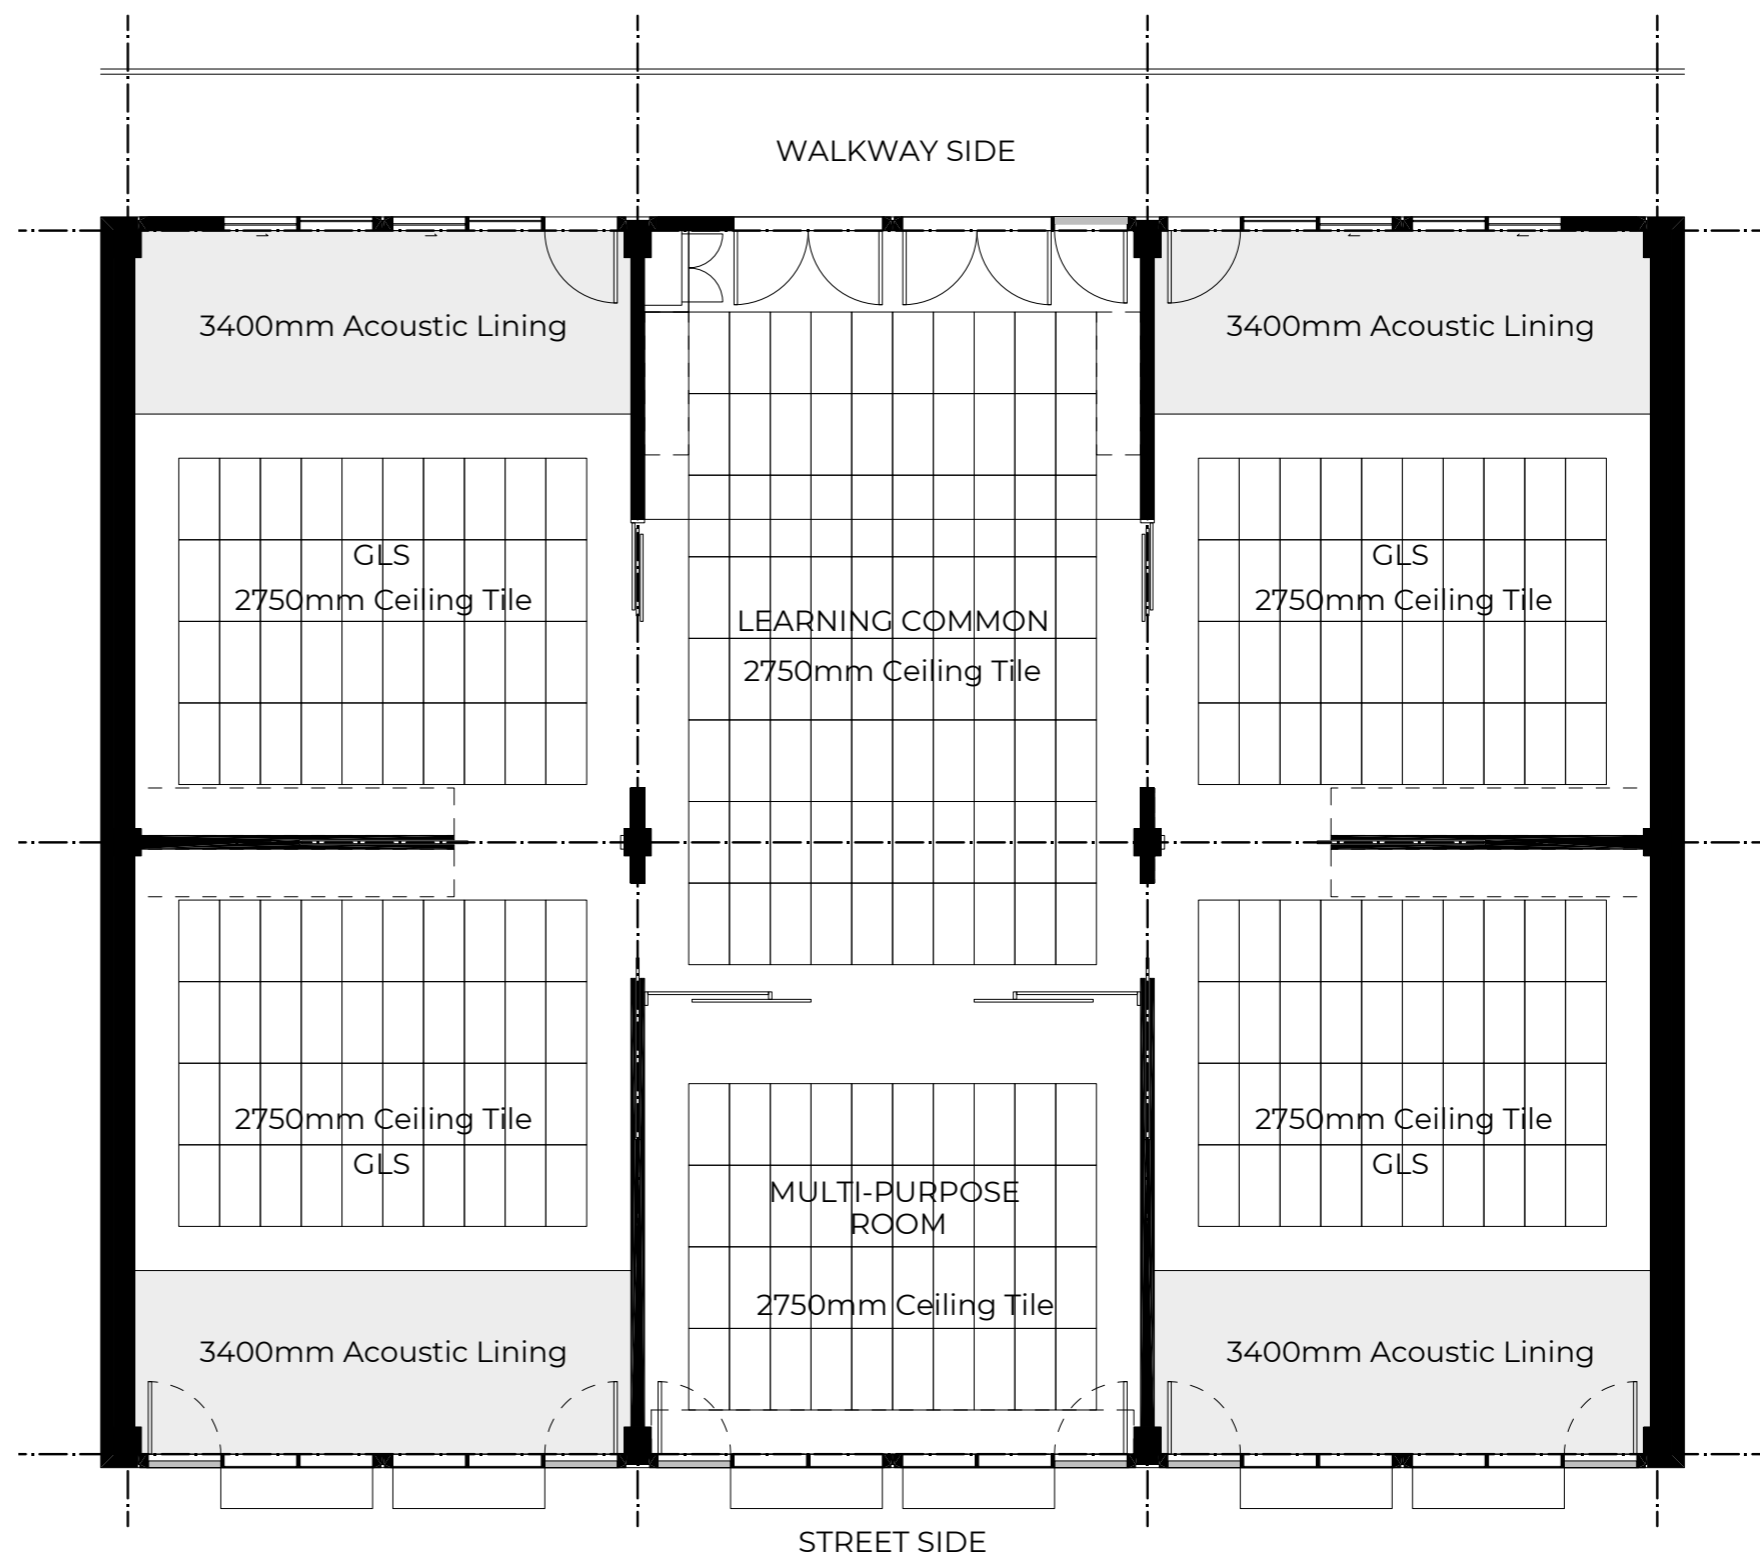 WALKWAY SIDE
3400mm Acoustic Lining
3400mm Acoustic Lining
GLS
2750mm Ceiling Tile
GLS
2750mm Ceiling Tile
LEARNING COMMON
2750mm Ceiling Tile
2750mm Ceiling Tile
GLS
2750mm Ceiling Tile
GLS
MULTI-PURPOSE
ROOM
2750mm Ceiling Tile
3400mm Acoustic Lining
3400mm Acoustic Lining
STREET SIDE